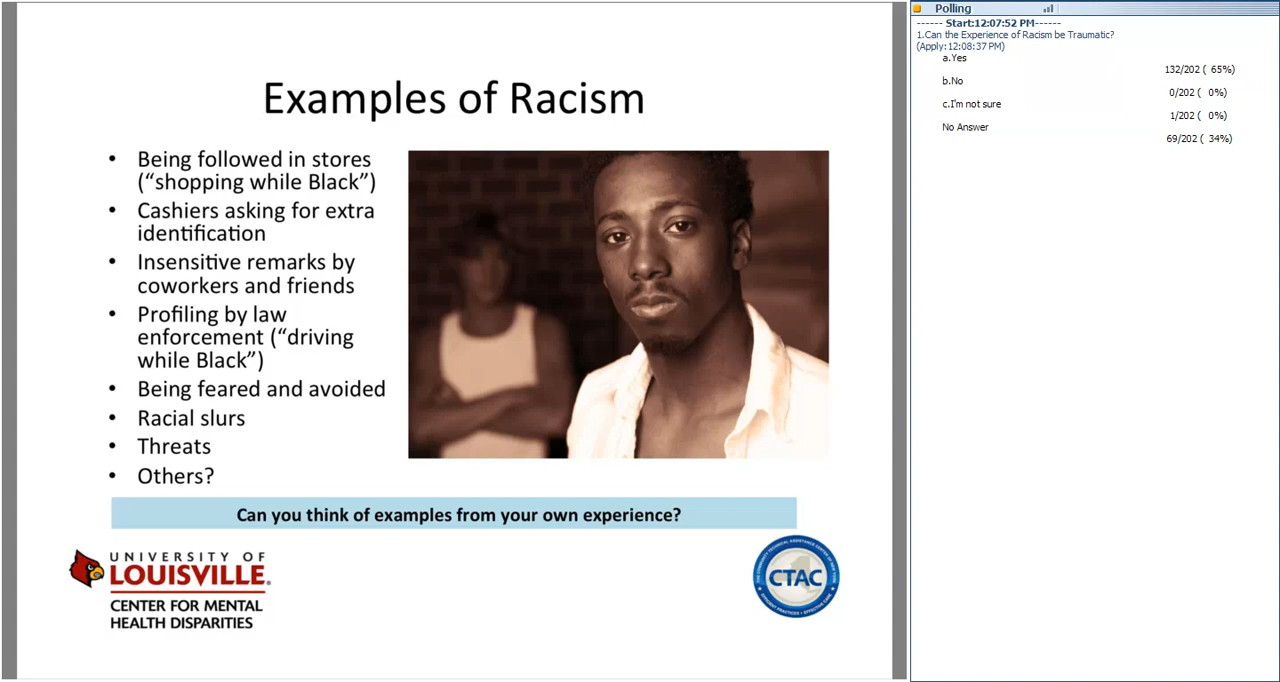 Examples of Racism
• Being followed in stores
(“shopping while Black”)
• Cashiers asking for extra
identification
• Insensitive remarks by
coworkers and friends
• Profiling by law
enforcement (“driving
while Black”)
• Being feared and avoided
• Racial slurs
• Threats
• Others?
Can you think of examples from your own experience?
UNIVERSITY OF
LOUISVILLE.
CENTER FOR MENTAL
HEALTH DISPARITIES
CTAC
Polling
------ Start:12:07:52 PM------
1.Can the Experience of Racism be Traumatic?
(Apply:12:08:37 PM)
a.Yes
132/202 ( 65%)
b.No
0/202 ( 0%)
c.I'm not sure
1/202 ( 0%)
No Answer
69/202 ( 34%)